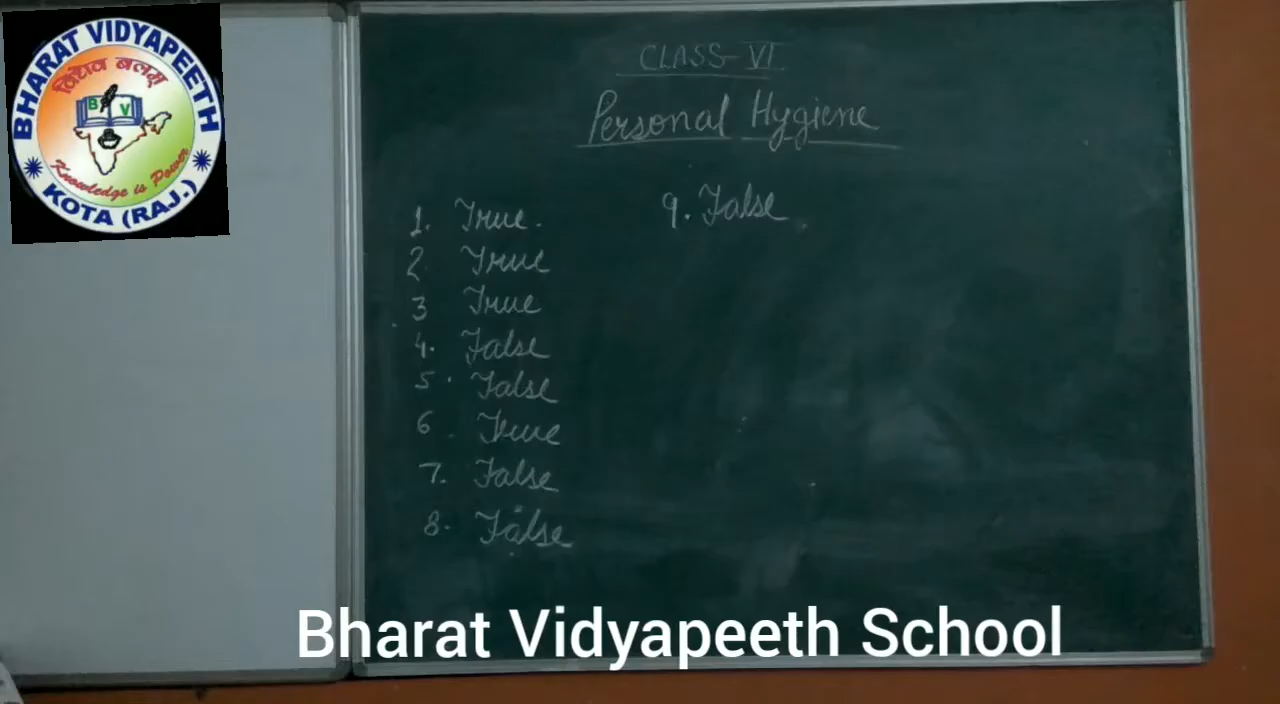 BHARAT VIDYAPEETH
विद्यैव बलम्
B V
Knowledge is Power
KOTA (RAJ.)
CLASS-VI
Personal Hygiene
1. True.
2 True
3 True
4. False
5. False
6. True
7. False
8. False
9. False
Bharat Vidyapeeth School